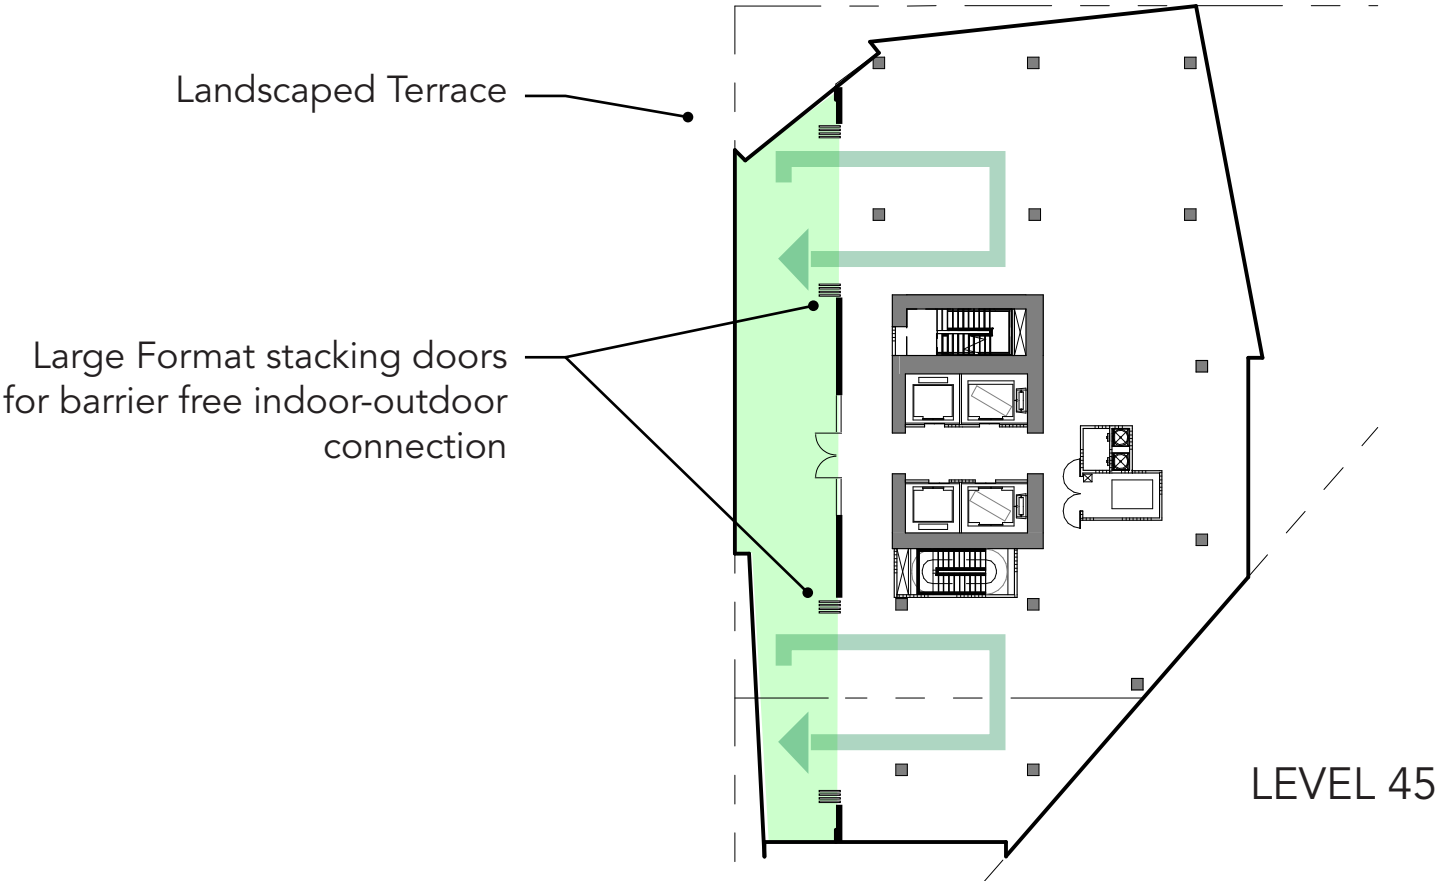 Landscaped Terrace
Large Format stacking doors
for barrier free indoor-outdoor
connection
LEVEL 45